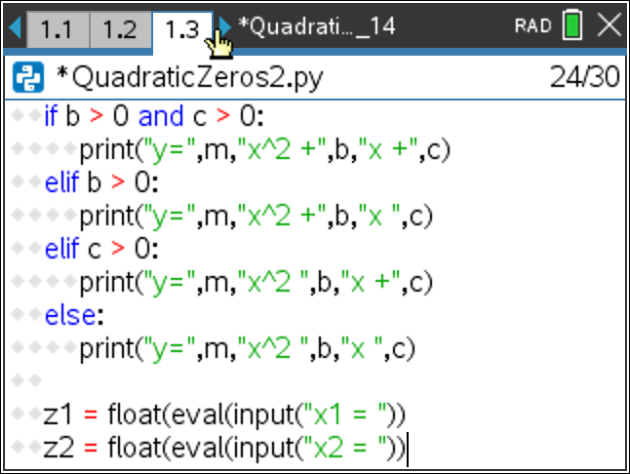 1.1 1.2 1.3 *Quadrati..._14 RAD
*QuadraticZeros2.py 24/30
if b > 0 and c > 0:
print("y=",m,"x^2 +",b,"x +",c)
elif b > 0:
print("y=",m,"x^2 +",b,"x ",c)
elif c > 0:
print("y=",m,"x^2 ",b,"x +",c)
else:
print("y=",m,"x^2 ",b,"x ",c)
z1 = float(eval(input("x1 = "))
z2 = float(eval(input("x2 = "))